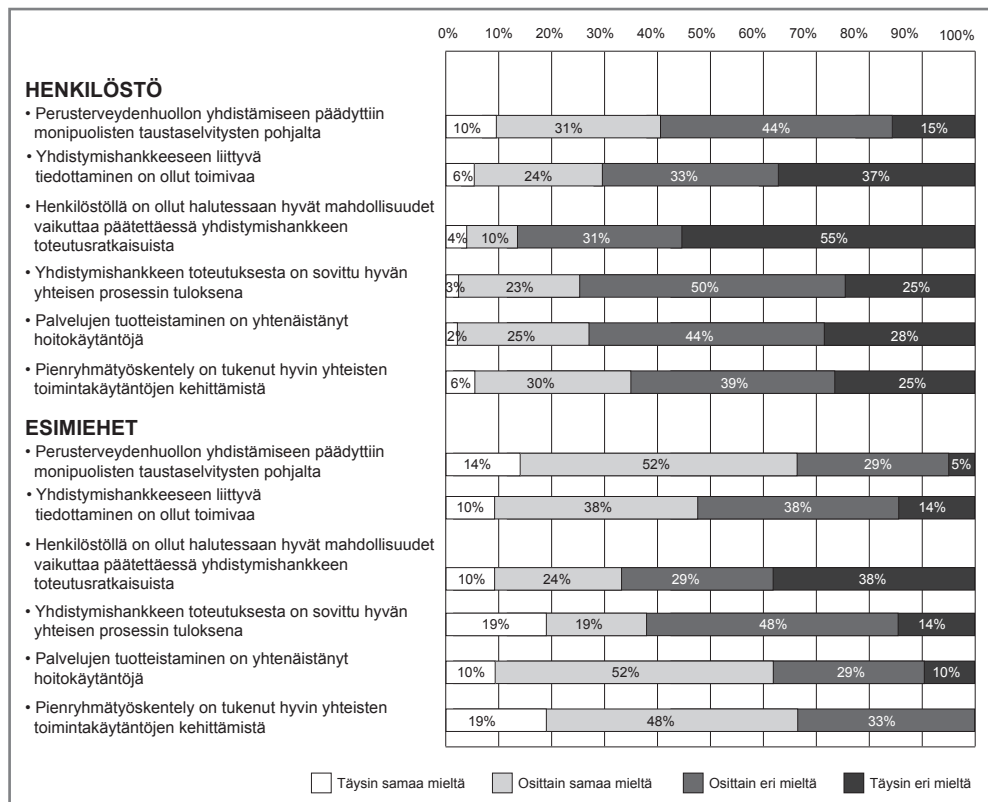 0% 10% 20% 30% 40% 50% 60% 70% 80% 90% 100%
HENKILÖSTÖ
• Perusterveydenhuollon yhdistämiseen päädyttiin
monipuolisten taustaselvitysten pohjalta
10% 31% 44% 15%
• Yhdistymishankkeeseen liittyvä
tiedottaminen on ollut toimivaa
6% 24% 33% 37%
• Henkilöstöllä on ollut halutessaan hyvät mahdollisuudet
vaikuttaa päätettäessä yhdistymishankkeen
toteutusratkaisuista
4% 10% 31% 55%
• Yhdistymishankkeen toteutuksesta on sovittu hyvän
yhteisen prosessin tuloksena
3% 23% 50% 25%
• Palvelujen tuotteistaminen on yhtenäistänyt
hoitokäytäntöjä
2% 25% 44% 28%
• Pienryhmätyöskentely on tukenut hyvin yhteisten
toimintakäytäntöjen kehittämistä
6% 30% 39% 25%
ESIMIEHET
• Perusterveydenhuollon yhdistämiseen päädyttiin
monipuolisten taustaselvitysten pohjalta
14% 52% 29% 5%
• Yhdistymishankkeeseen liittyvä
tiedottaminen on ollut toimivaa
10% 38% 38% 14%
• Henkilöstöllä on ollut halutessaan hyvät mahdollisuudet
vaikuttaa päätettäessä yhdistymishankkeen
toteutusratkaisuista
10% 24% 29% 38%
• Yhdistymishankkeen toteutuksesta on sovittu hyvän
yhteisen prosessin tuloksena
19% 19% 48% 14%
• Palvelujen tuotteistaminen on yhtenäistänyt
hoitokäytäntöjä
10% 52% 29% 10%
• Pienryhmätyöskentely on tukenut hyvin yhteisten
toimintakäytäntöjen kehittämistä
19% 48% 33%
Täysin samaa mieltä Osittain samaa mieltä Osittain eri mieltä Täysin eri mieltä